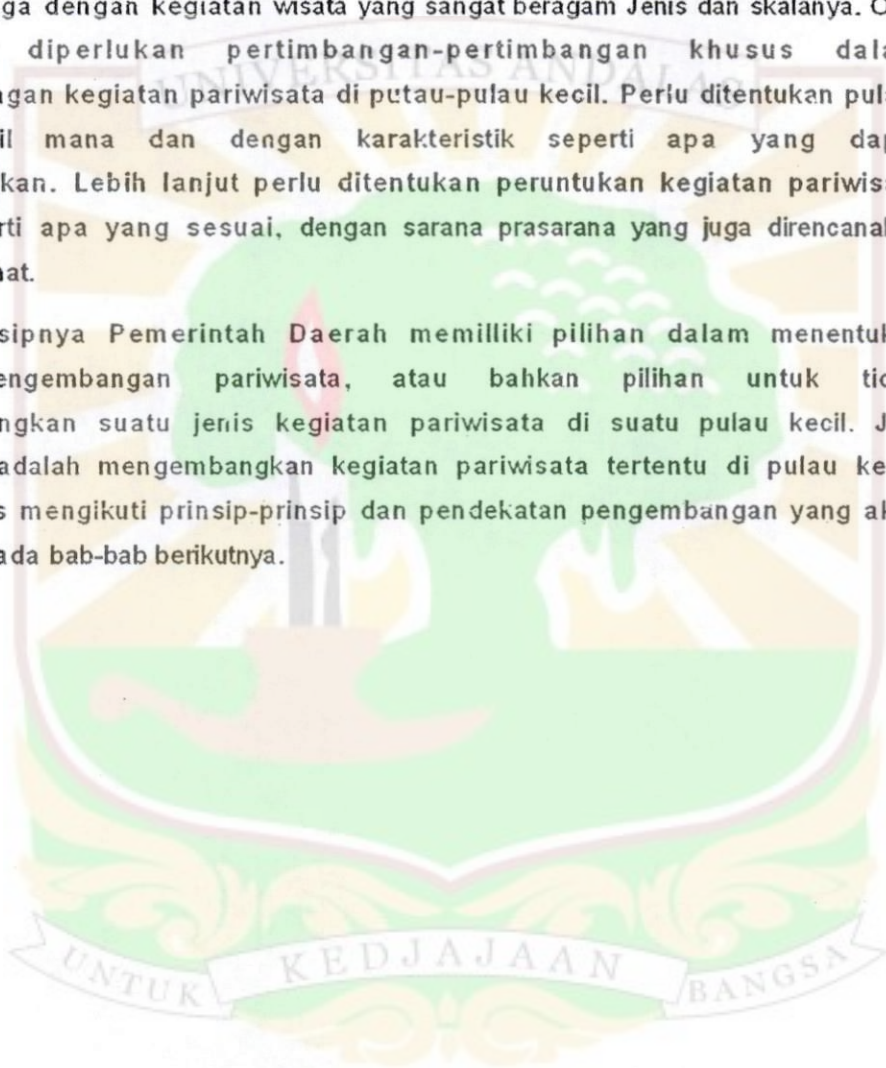 ga dengan kegiatan wisata yang sangat beragam Jenis dan skalanya. O
diperlukan pertimbangan-pertimbangan khusus dala
UNIVERSITAS ANDALAS
ngan kegiatan pariwisata di putau-pulau kecil. Perlu ditentukan pula
il mana dan dengan karakteristik seperti apa yang dap
kan. Lebih lanjut perlu ditentukan peruntukan kegiatan pariwisa
rti apa yang sesuai, dengan sarana prasarana yang juga direncanal
nat.
sipnya Pemerintah Daerah memilliki pilihan dalam menentuk
engembangan pariwisata, atau bahkan pilihan untuk tid
ngkan suatu jenis kegiatan pariwisata di suatu pulau kecil. J
adalah mengembangkan kegiatan pariwisata tertentu di pulau ke
s mengikuti prinsip-prinsip dan pendekatan pengembangan yang ak
ada bab-bab berikutnya.
UNTUK KEDJAJAAN BANGSA